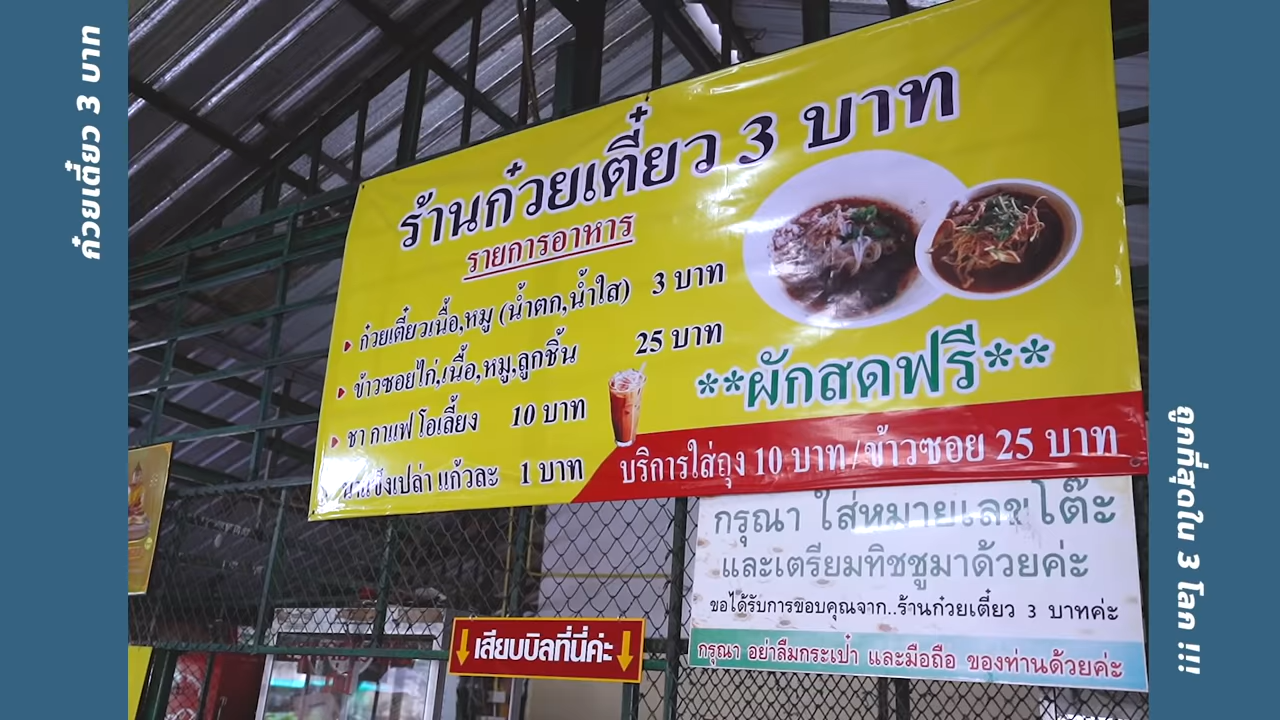 ก๋วยเตี๋ยว 3 บาท
ร้านก๋วยเตี๋ยว 3 บาท
รายการอาหาร
ก๋วยเตี๋ยวเนื้อ,หมู (น้ำตก,น้ำใส) 3 บาท
ข้าวซอยไก่,เนื้อ,หมู,ลูกชิ้น 25 บาท
ชา กาแฟ โอเลี้ยง 10 บาท
น้ำแข็งเปล่า แก้วละ 1 บาท
**ผักสดฟรี**
บริการใส่ถุง 10 บาท/ข้าวซอย 25 บาท
กรุณา ใส่หมายเลขโต๊ะ
และเตรียมทิชชูมาด้วยค่ะ
ขอได้รับการขอบคุณจาก..ร้านก๋วยเตี๋ยว 3 บาทค่ะ
กรุณา อย่าลืมกระเป๋า และมือถือ ของท่านด้วยค่ะ
เสียบบิลที่นี่ค่ะ
ถูกที่สุดใน 3 โลก !!!